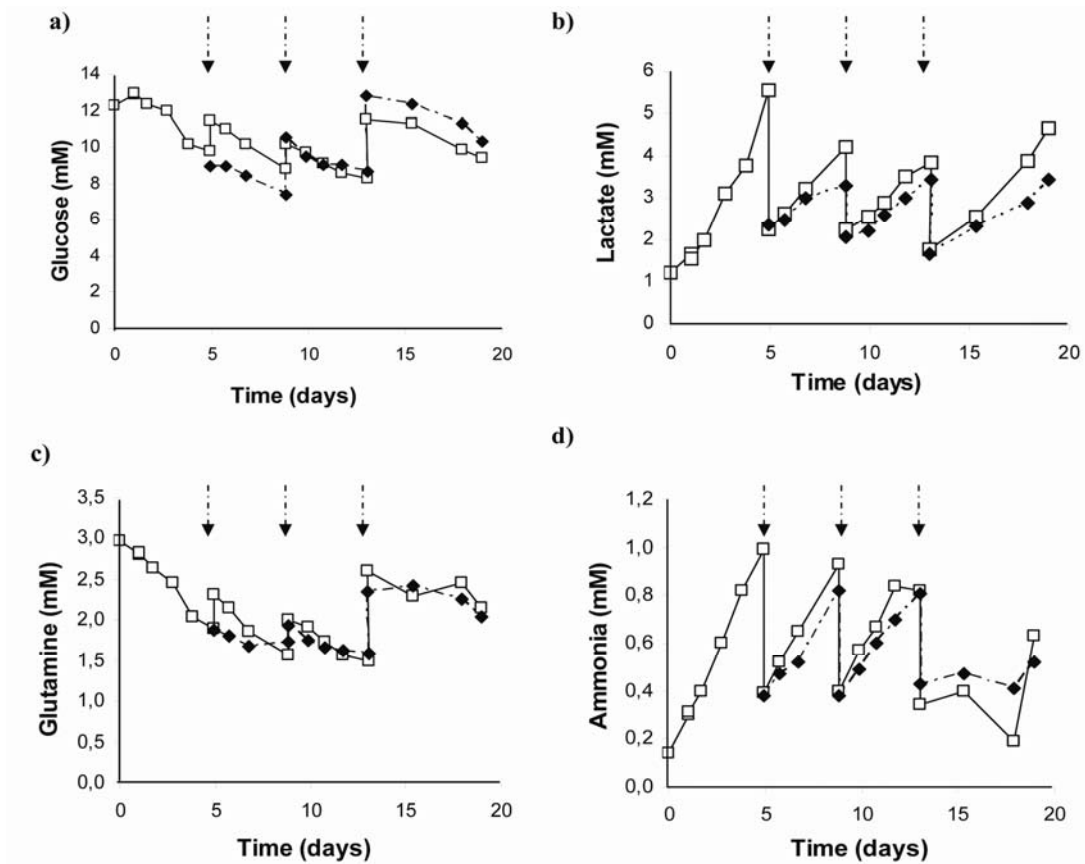 a)
14
12
10
8
6
4
2
0
Glucose (mM)
0 5 10 15 20
Time (days)
b)
6
5
4
3
2
1
0
Lactate (mM)
0 5 10 15 20
Time (days)
c)
3,5
3,0
2,5
2,0
1,5
1,0
0,5
0,0
Glutamine (mM)
0 5 10 15 20
Time (days)
d)
1,2
1,0
0,8
0,6
0,4
0,2
0,0
Ammonia (mM)
0 5 10 15 20
Time (days)